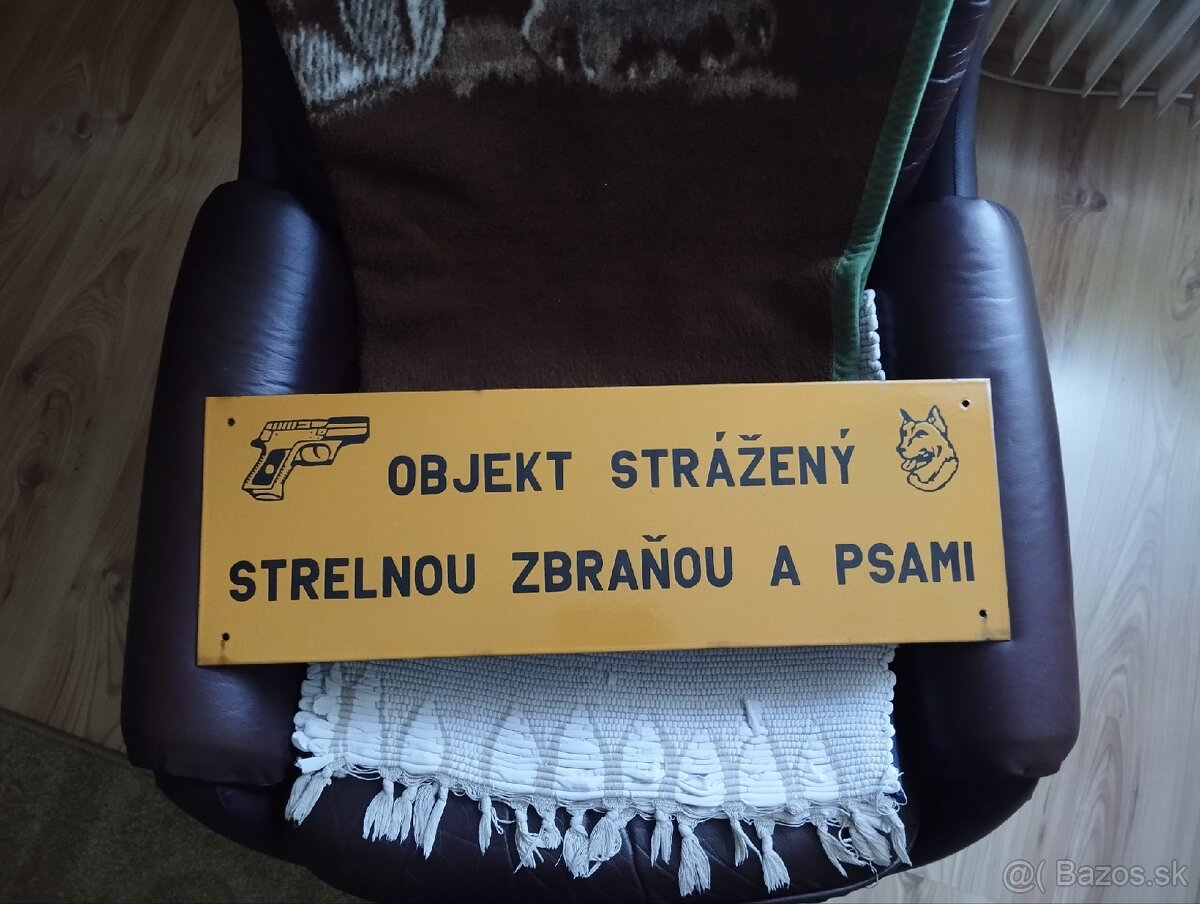 OBJEKT STRÁŽENÝ
STRELNOU ZBRAŇOU A PSAMI
@( Bazos.sk